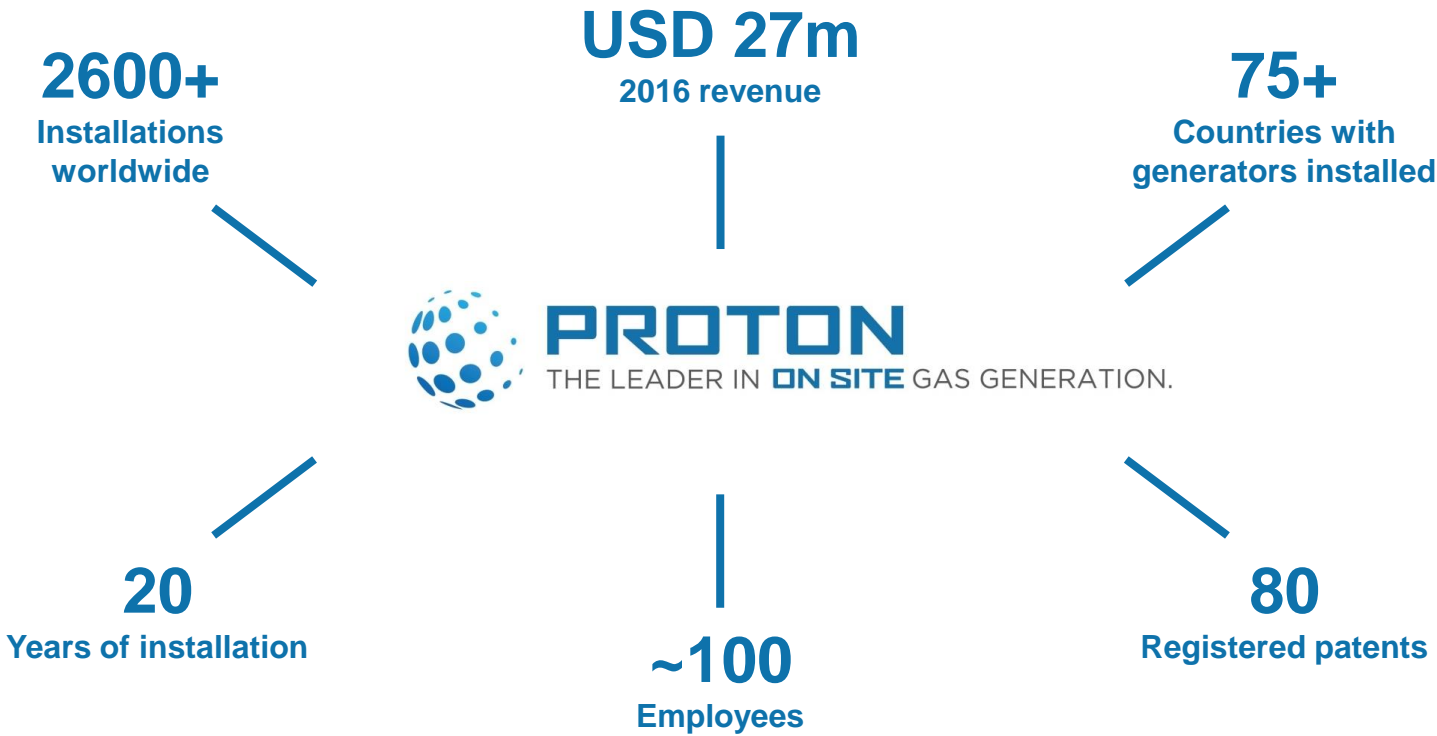 USD 27m
2016 revenue
2600+
Installations
worldwide
75+
Countries with
generators installed
PROTON
THE LEADER IN ON SITE GAS GENERATION.
20
Years of installation
~100
Employees
80
Registered patents